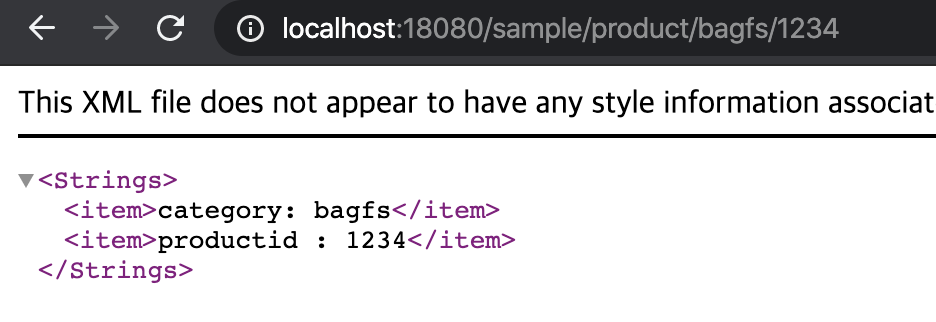 localhost:18080/sample/product/bagfs/1234
This XML file does not appear to have any style information associat
<Strings>
<item>category: bagfs</item>
<item>productid : 1234</item>
</Strings>